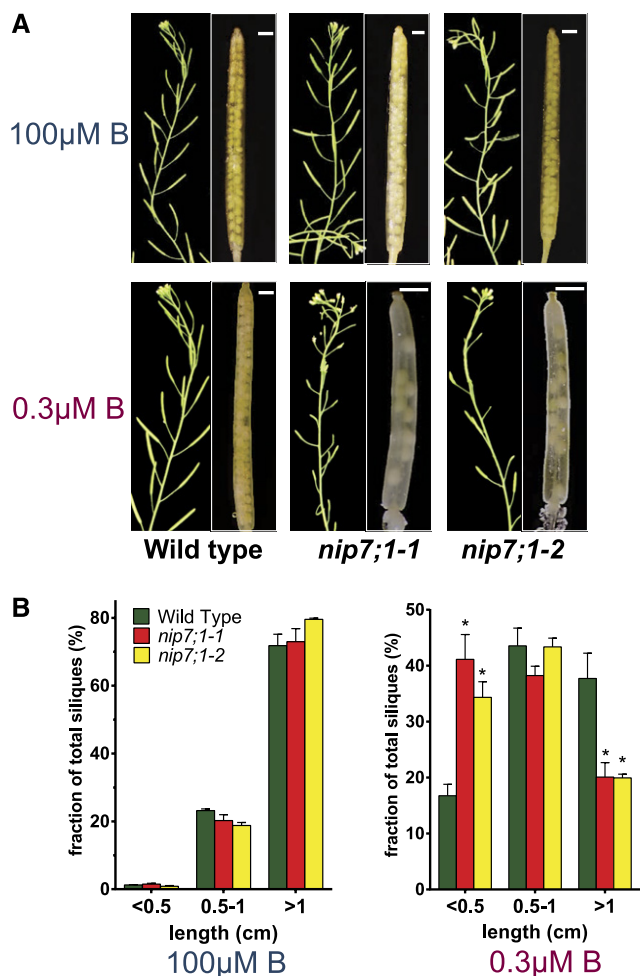 A
100µM B
0.3µM B
Wild type nip7;1-1 nip7;1-2
B
fraction of total siliques (%)
80
60
40
20
0
Wild Type
nip7;1-1
nip7;1-2
<0.5 0.5-1 >1
length (cm)
100µM B
fraction of total siliques (%)
50
40
30
20
10
0
* * * *
<0.5 0.5-1 >1
length (cm)
0.3µM B